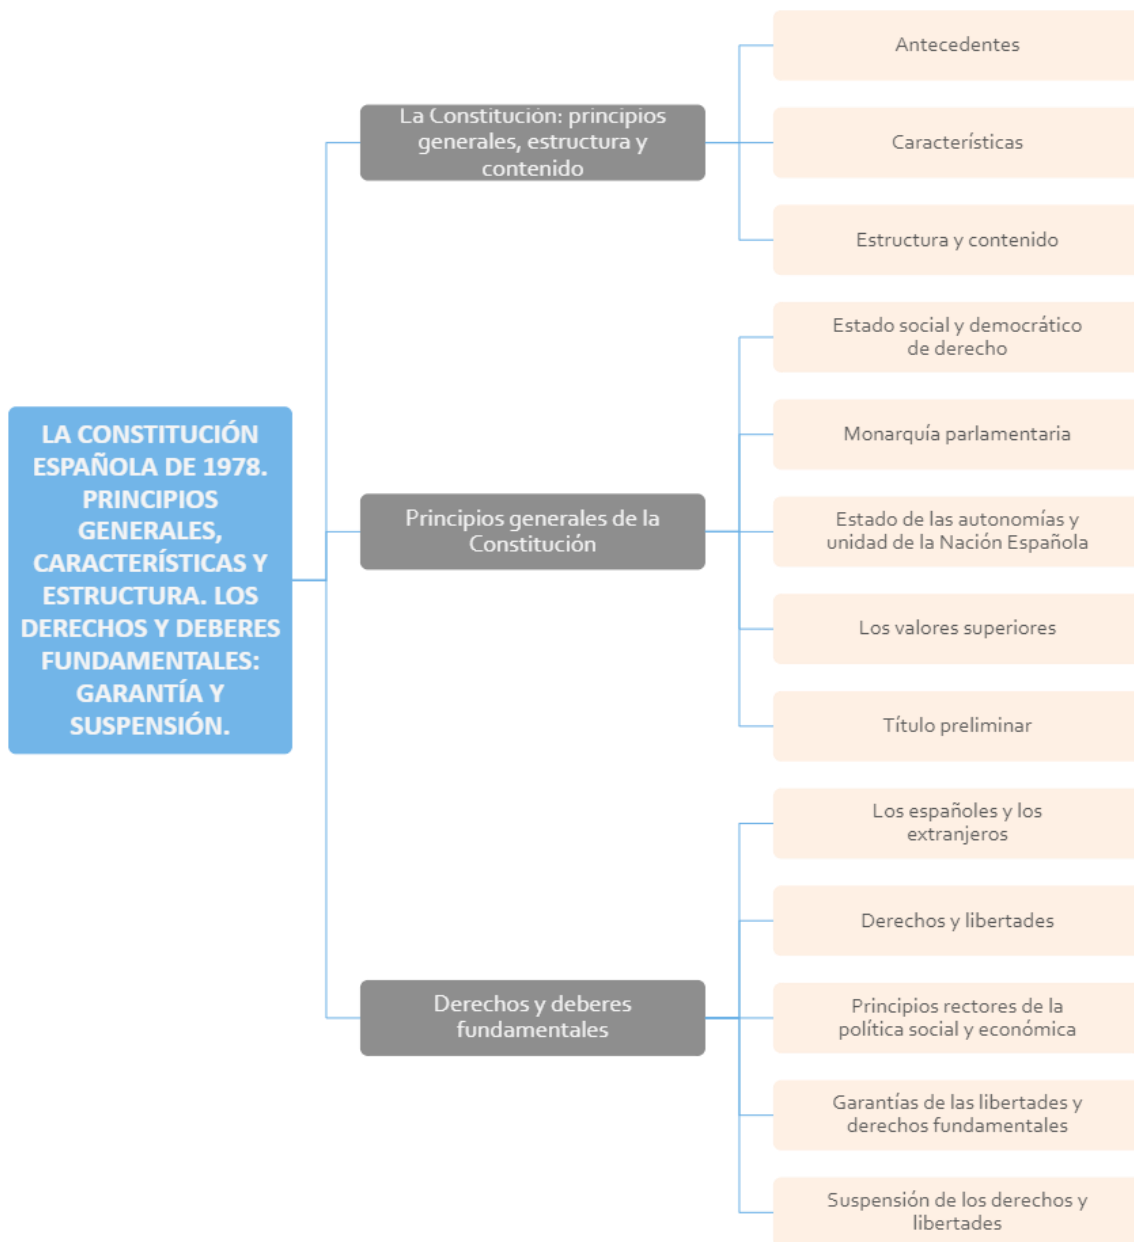 LA CONSTITUCIÓN
ESPAÑOLA DE 1978.
PRINCIPIOS
GENERALES,
CARACTERÍSTICAS Y
ESTRUCTURA. LOS
DERECHOS Y DEBERES
FUNDAMENTALES:
GARANTÍA Y
SUSPENSIÓN.
La Constitución: principios
generales, estructura y
contenido
Antecedentes
Características
Estructura y contenido
Principios generales de la
Constitución
Estado social y democrático
de derecho
Monarquía parlamentaria
Estado de las autonomías y
unidad de la Nación Española
Los valores superiores
Título preliminar
Derechos y deberes
fundamentales
Los españoles y los
extranjeros
Derechos y libertades
Principios rectores de la
política social y económica
Garantías de las libertades y
derechos fundamentales
Suspensión de los derechos y
libertades